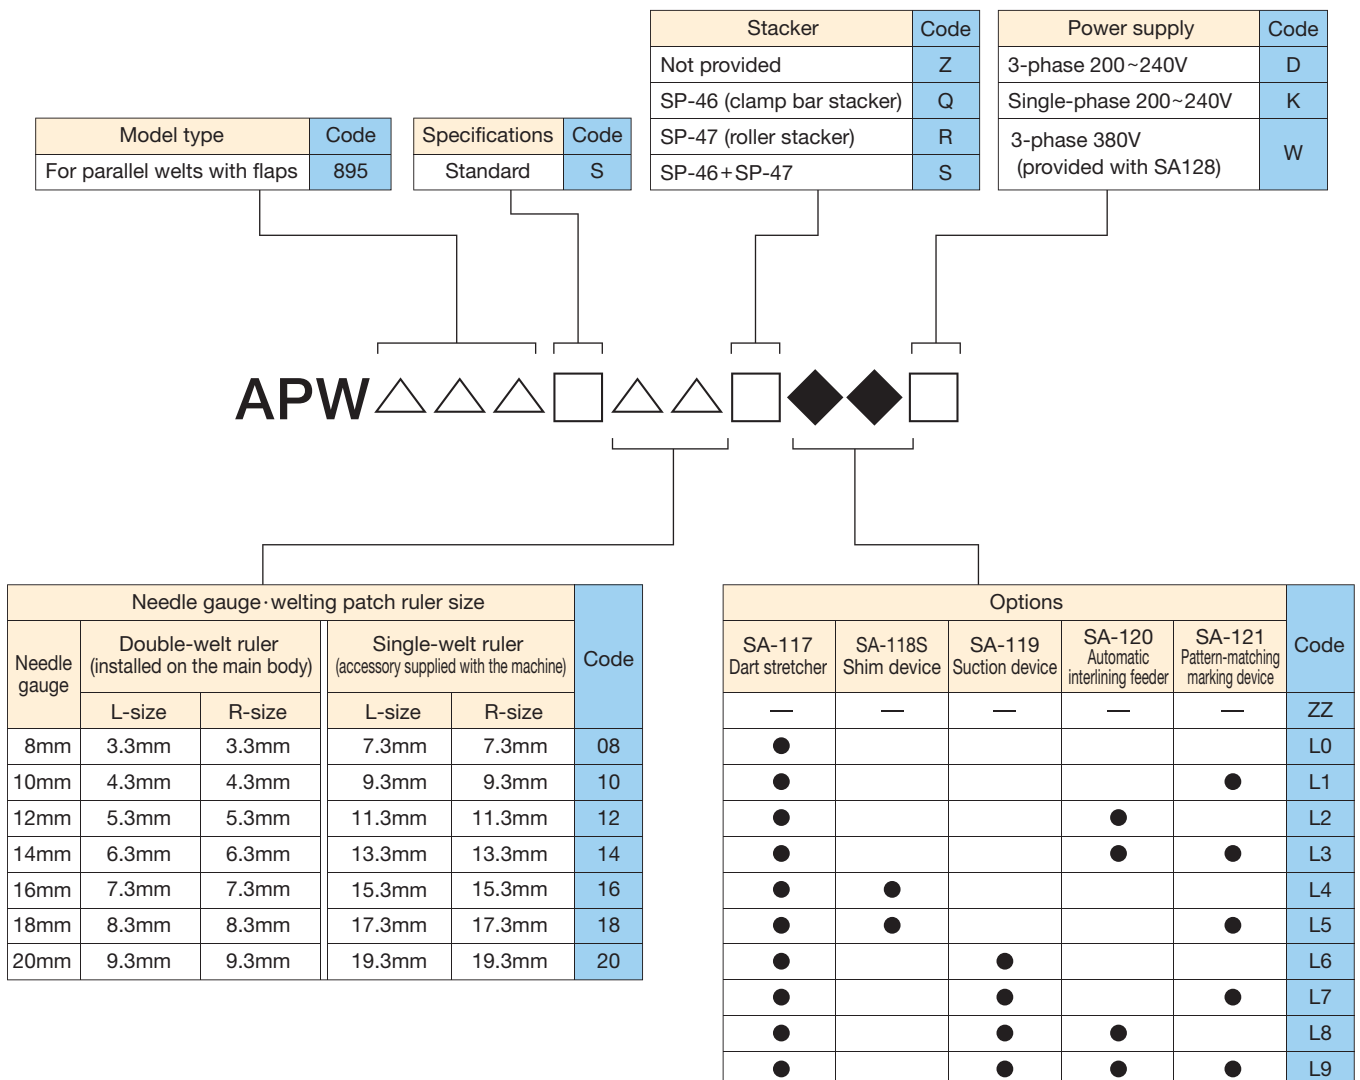 Stacker Code
Not provided Z
SP-46 (clamp bar stacker) Q
SP-47 (roller stacker) R
SP-46+SP-47 S
Power supply Code
3-phase 200~240V D
Single-phase 200~240V K
3-phase 380V
(provided with SA128) W
Model type Code
For parallel welts with flaps 895
Specifications Code
Standard S
APW
Needle gauge·welting patch ruler size
Needle gauge
Double-welt ruler
(installed on the main body)
Single-welt ruler
(accessory supplied with the machine)
Code
L-size R-size L-size R-size
8mm 3.3mm 3.3mm 7.3mm 7.3mm 08
10mm 4.3mm 4.3mm 9.3mm 9.3mm 10
12mm 5.3mm 5.3mm 11.3mm 11.3mm 12
14mm 6.3mm 6.3mm 13.3mm 13.3mm 14
16mm 7.3mm 7.3mm 15.3mm 15.3mm 16
18mm 8.3mm 8.3mm 17.3mm 17.3mm 18
20mm 9.3mm 9.3mm 19.3mm 19.3mm 20
Options
SA-117
Dart stretcher
SA-118S
Shim device
SA-119
Suction device
SA-120
Automatic
interlining feeder
SA-121
Pattern-matching
marking device
Code
— — — — — ZZ
● L0
● ● L1
● ● L2
● ● ● L3
● ● L4
● ● ● L5
● ● L6
● ● ● L7
● ● ● L8
● ● ● ● L9